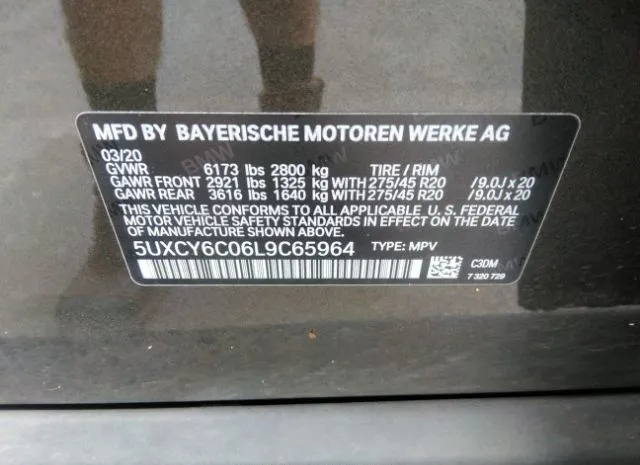 MFD BY BAYERISCHE MOTOREN WERKE AG
03/20
GVWR 6173 lbs 2800 kg TIRE / RIM
GAWR FRONT 2921 lbs 1325 kg WITH 275/45 R20 /9.0J x 20
GAWR REAR 3616 lbs 1640 kg WITH 275/45 R20 /9.0J x 20
THIS VEHICLE CONFORMS TO ALL APPLICABLE U. S. FEDERAL
MOTOR VEHICLE SAFETY STANDARDS IN EFFECT ON THE DATE
OF MANUFACTURE SHOWN ABOVE.
5UXCY6C06L9C65964 TYPE: MPV
C3DM
7 320 729